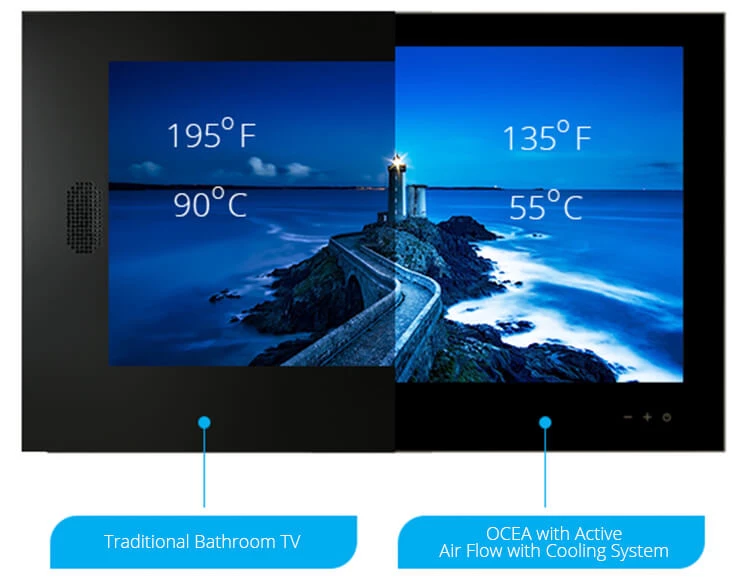 195°F
90°C
135°F
55°C
Traditional Bathroom TV
OCEA with Active
Air Flow with Cooling System